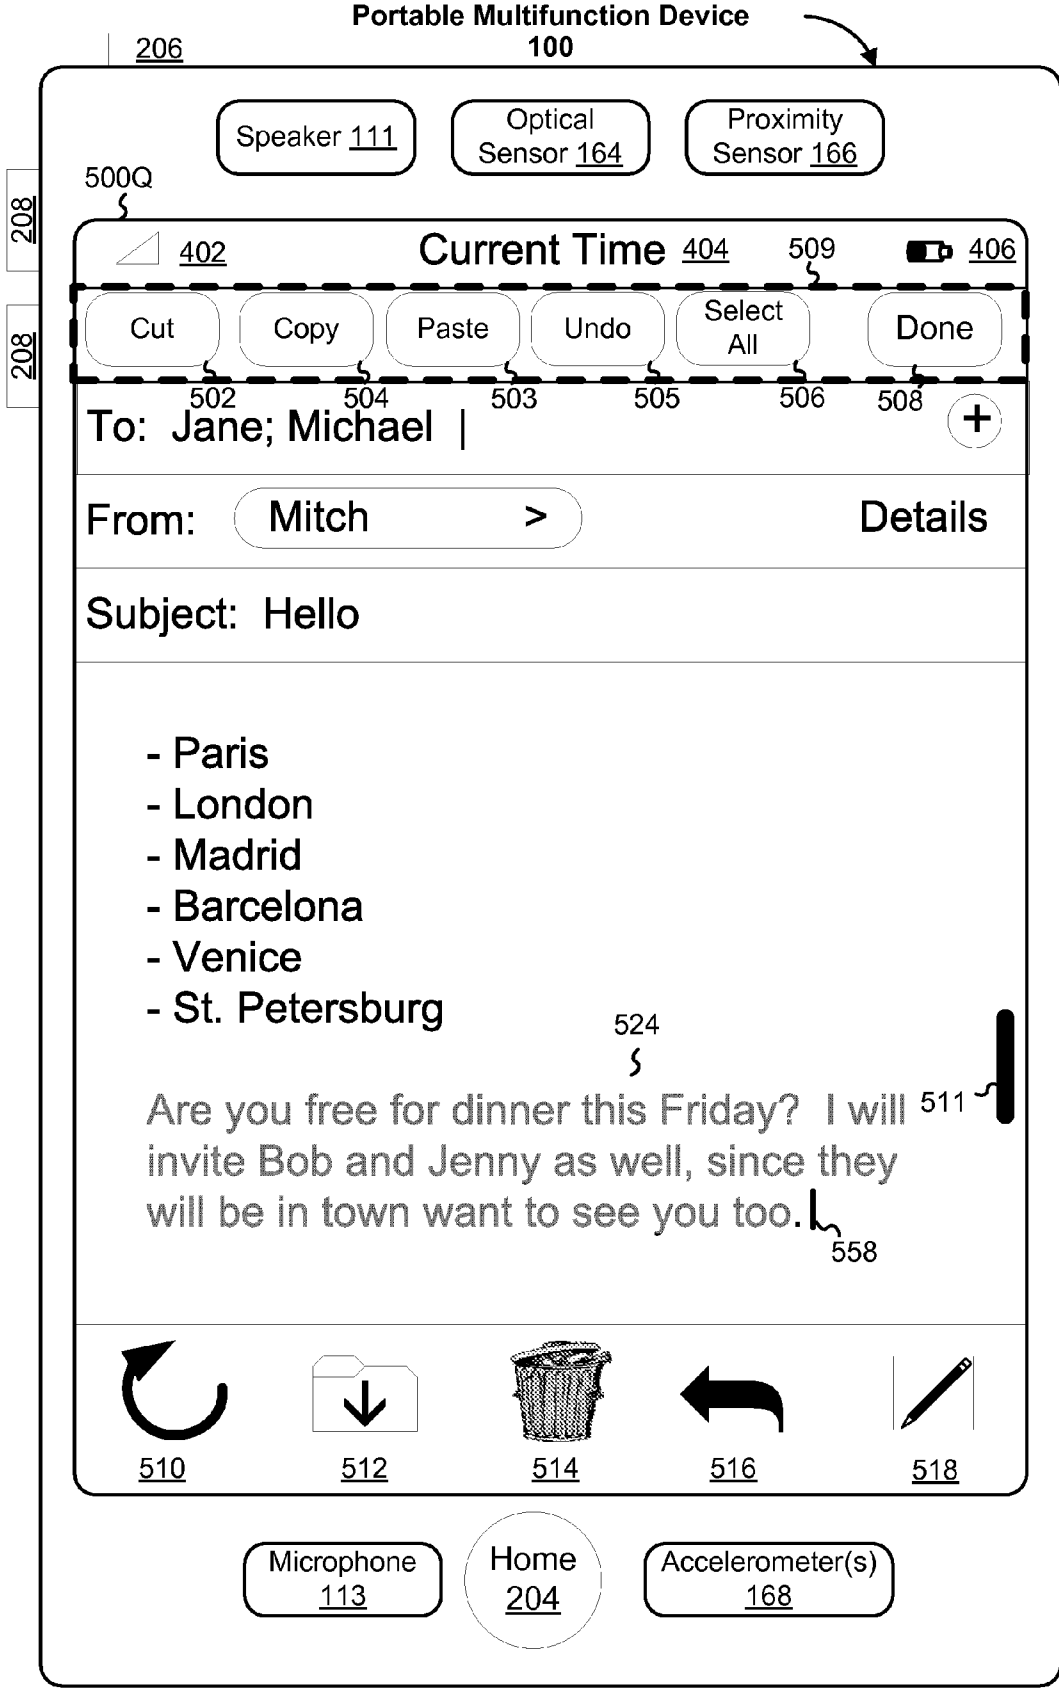 Portable Multifunction Device
100
206
Speaker 111
Optical
Sensor 164
Proximity
Sensor 166
208
208
500Q
402
Current Time 404
509
406
Cut
Copy
Paste
Undo
Select
All
Done
502
504
503
505
506
508
To: Jane; Michael
+
From: Mitch >
Details
Subject: Hello
- Paris
- London
- Madrid
- Barcelona
- Venice
- St. Petersburg
524
Are you free for dinner this Friday? I will
invite Bob and Jenny as well, since they
will be in town want to see you too.
511
558
510
512
514
516
518
Microphone
113
Home
204
Accelerometer(s)
168